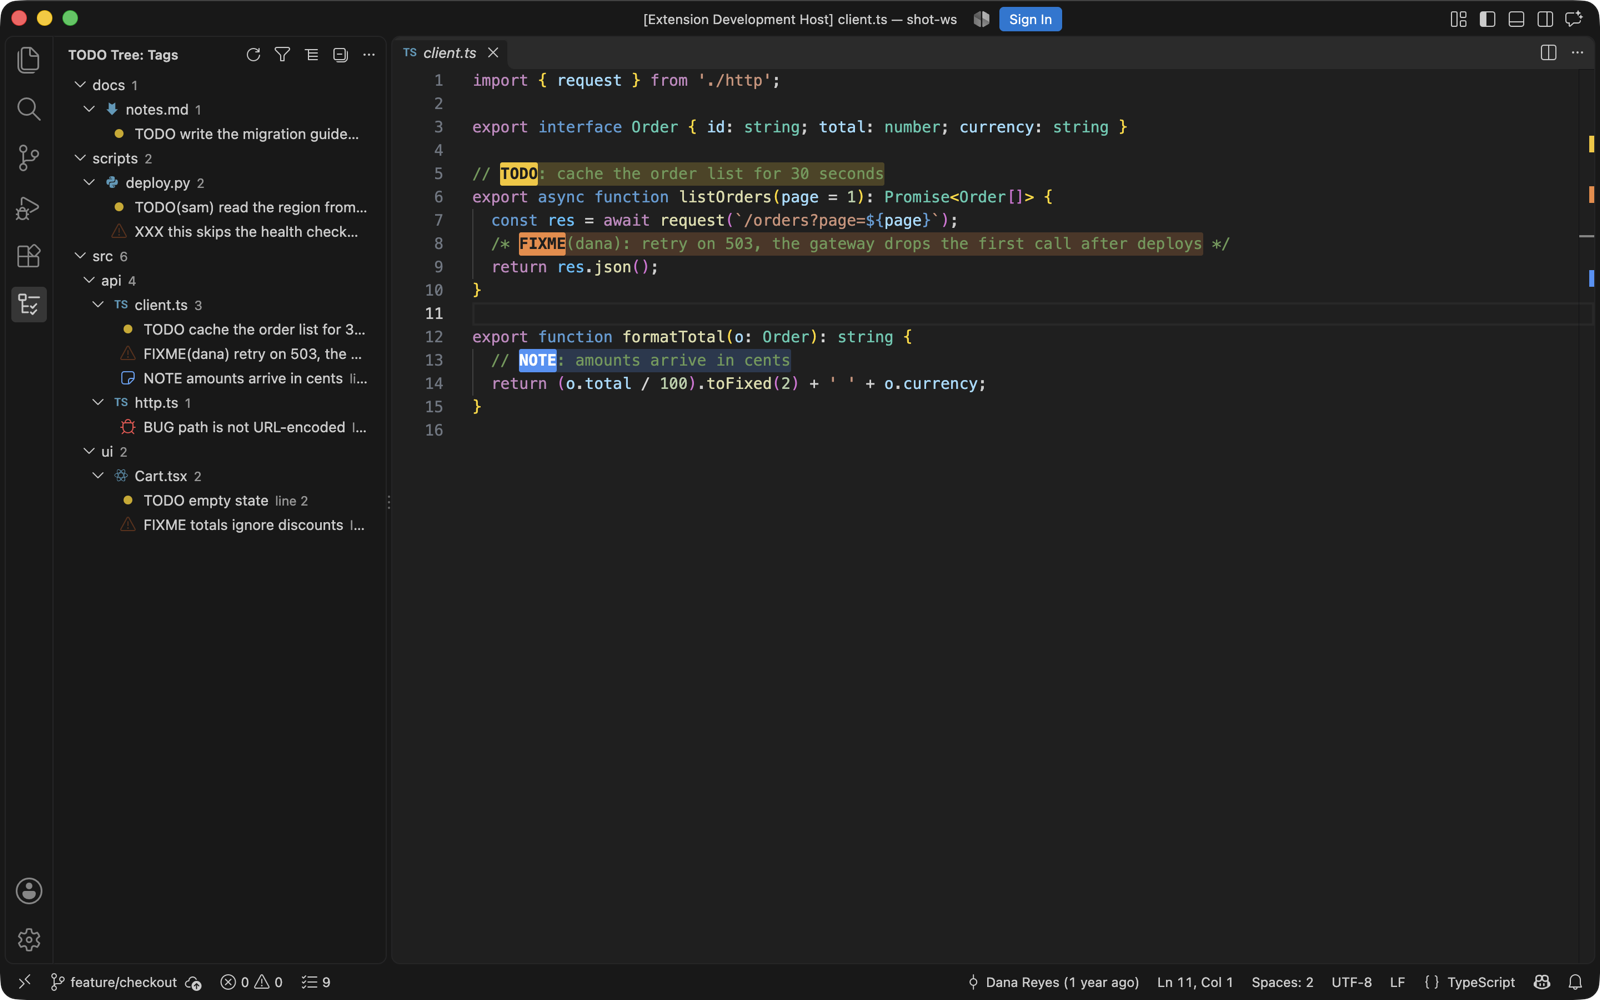 [Extension Development Host] client.ts — shot-ws
Sign In
TODO Tree: Tags
docs 1
notes.md 1
TODO write the migration guide...
scripts 2
deploy.py 2
TODO(sam) read the region from...
XXX this skips the health check...
src 6
api 4
TS client.ts 3
TODO cache the order list for 3...
FIXME(dana) retry on 503, the ...
NOTE amounts arrive in cents li...
TS http.ts 1
BUG path is not URL-encoded l...
ui 2
Cart.tsx 2
TODO empty state line 2
FIXME totals ignore discounts l...
TS client.ts
1 import { request } from './http';
2
3 export interface Order { id: string; total: number; currency: string }
4
5 // TODO: cache the order list for 30 seconds
6 export async function listOrders(page = 1): Promise<Order[]> {
7 const res = await request(`/orders?page=${page}`);
8 /* FIXME(dana): retry on 503, the gateway drops the first call after deploys */
9 return res.json();
10 }
11
12 export function formatTotal(o: Order): string {
13 // NOTE: amounts arrive in cents
14 return (o.total / 100).toFixed(2) + ' ' + o.currency;
15 }
16
feature/checkout 0 0 9 Dana Reyes (1 year ago) Ln 11, Col 1 Spaces: 2 UTF-8 LF { } TypeScript